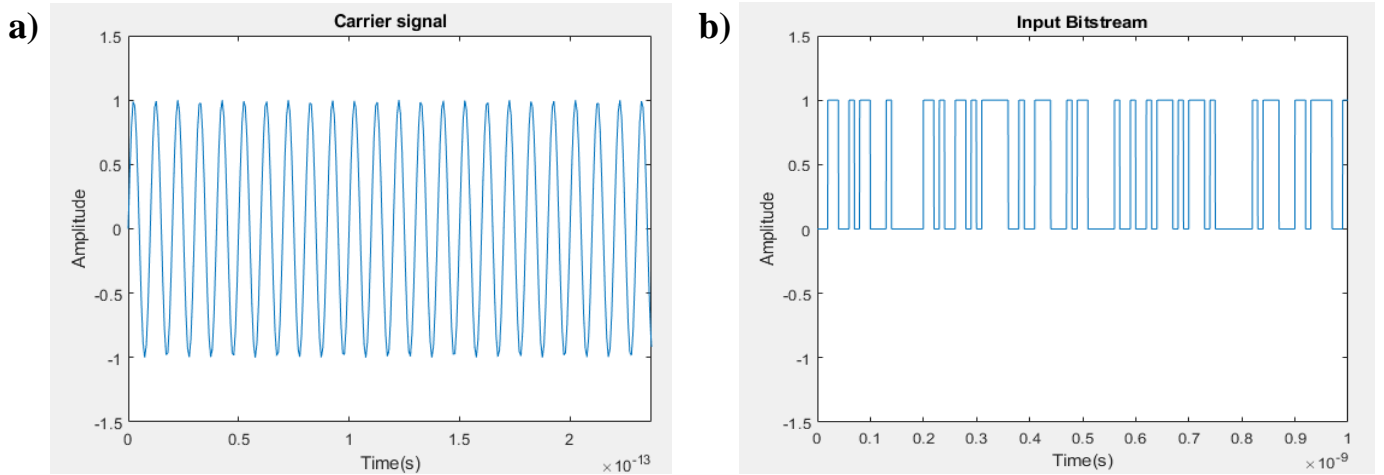 a)
Carrier signal
1.5
1
0.5
0
-0.5
-1
-1.5
Amplitude
0 0.5 1 1.5 2
Time(s)
×10⁻¹³
b)
Input Bitstream
1.5
1
0.5
0
-0.5
-1
-1.5
Amplitude
0 0.1 0.2 0.3 0.4 0.5 0.6 0.7 0.8 0.9 1
Time(s)
×10⁻⁹